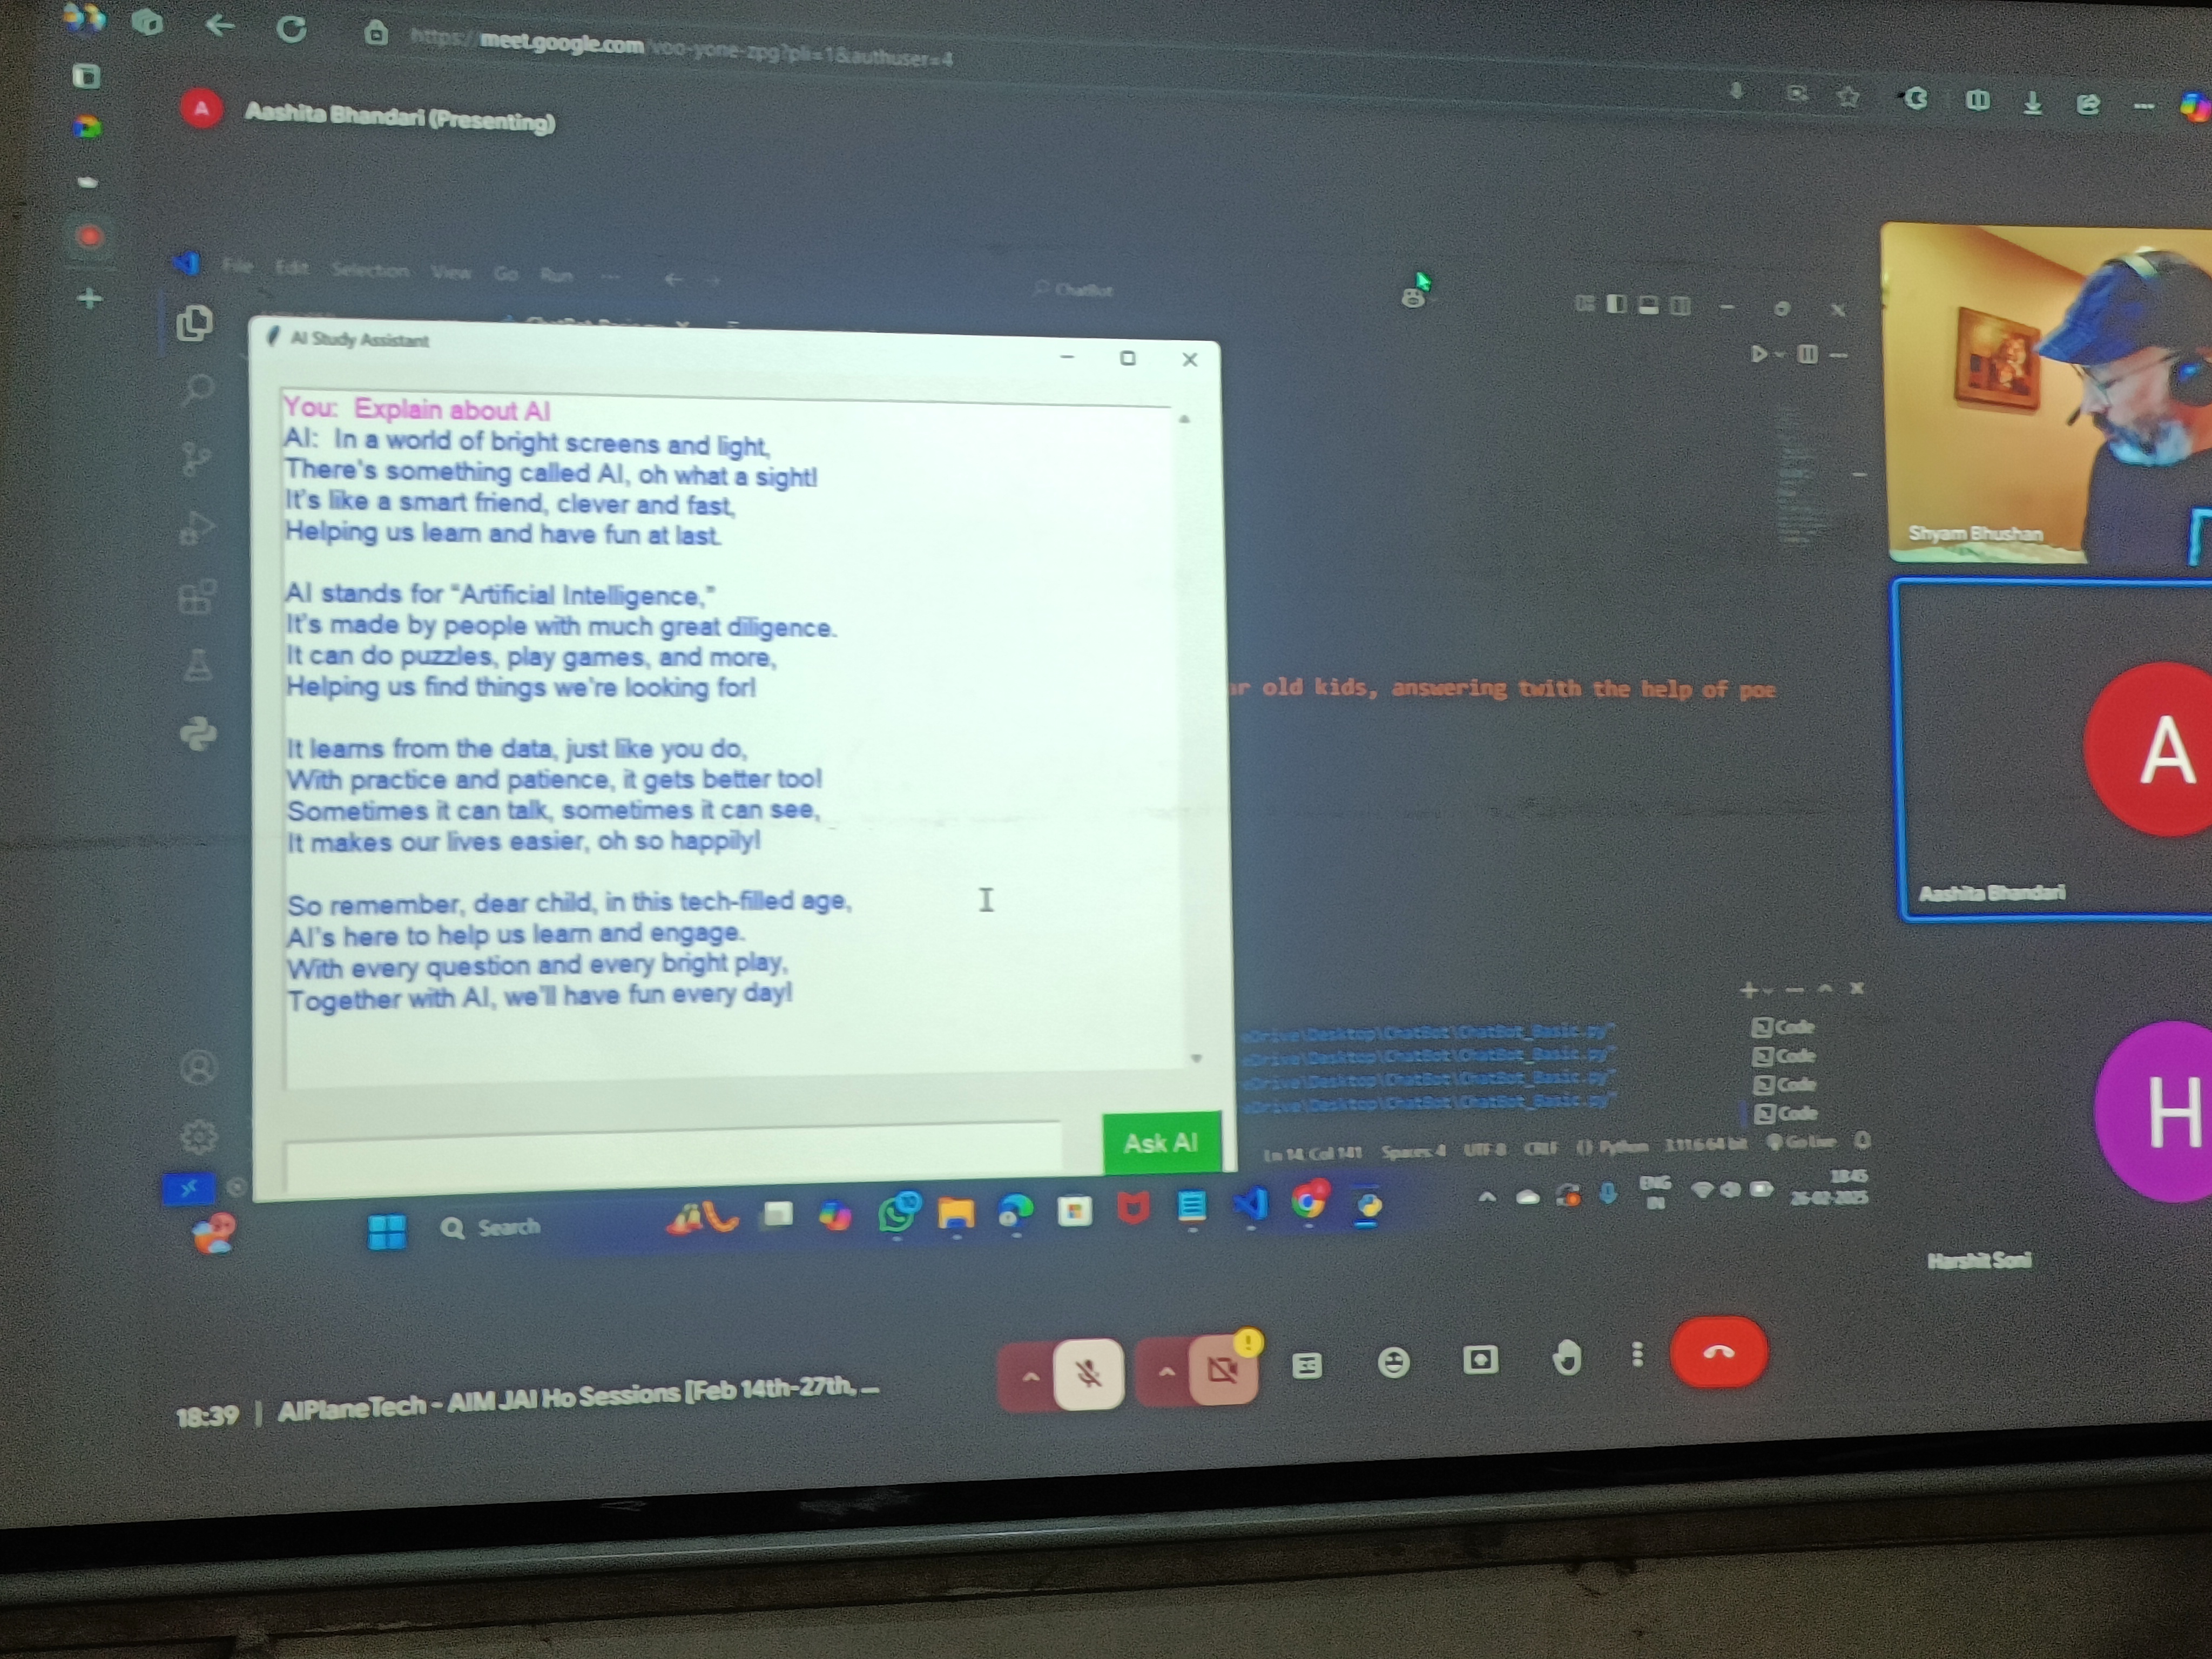 https://meet.google.com/voo-yone-zpg?pli=1&authuser=4
A
Aashita Bhandari (Presenting)
File Edit Selection View Go Run ...
ChatBot
AI Study Assistant
You: Explain about AI
AI: In a world of bright screens and light,
There's something called AI, oh what a sight!
It's like a smart friend, clever and fast,
Helping us learn and have fun at last.
AI stands for "Artificial Intelligence,"
It's made by people with much great diligence.
It can do puzzles, play games, and more,
Helping us find things we're looking for!
It learns from the data, just like you do,
With practice and patience, it gets better too!
Sometimes it can talk, sometimes it can see,
It makes our lives easier, oh so happily!
So remember, dear child, in this tech-filled age,
AI's here to help us learn and engage.
With every question and every bright play,
Together with AI, we'll have fun every day!
Ask AI
old kids, answering twith the help of poe
eDrive\Desktop\ChatBot\ChatBot_Basic.py"
eDrive\Desktop\ChatBot\ChatBot_Basic.py"
eDrive\Desktop\ChatBot\ChatBot_Basic.py"
eDrive\Desktop\ChatBot\ChatBot_Basic.py"
Code
Code
Code
Code
Ln 14, Col 141 Spaces: 4 UTF-8 CRLF {} Python 3.11.6 64-bit Go Live
Search
ENG
IN
18:45
26-02-2025
Shyam Bhushan
A
Aashita Bhandari
H
Harshit Soni
18:39 | AIPlaneTech - AIM JAI Ho Sessions [Feb 14th-27th, ...